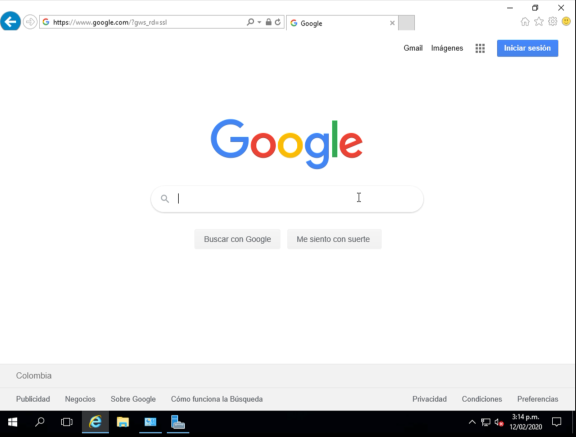 https://www.google.com/?gws_rd=ssl
Google
Gmail Imágenes Iniciar sesión
Google
Buscar con Google Me siento con suerte
Colombia
Publicidad Negocios Sobre Google Cómo funciona la Búsqueda Privacidad Condiciones Preferencias
3:14 p.m.
12/02/2020